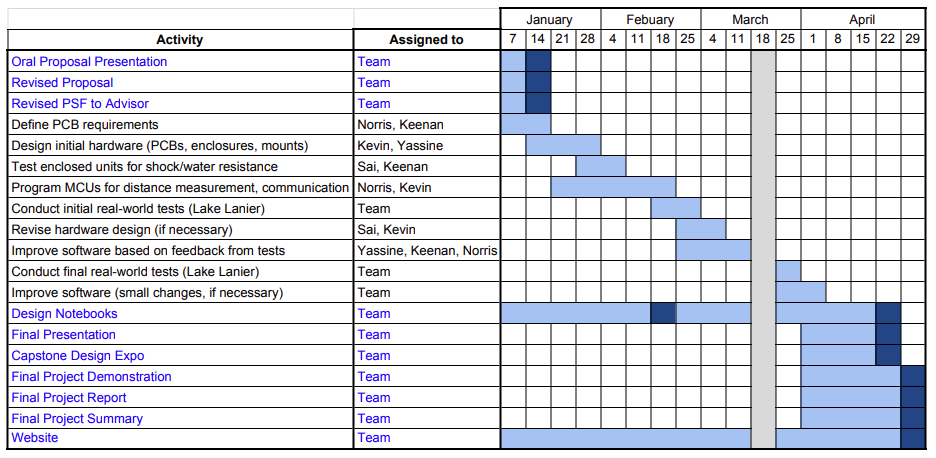 January Febuary March April
Activity Assigned to 7 14 21 28 4 11 18 25 4 11 18 25 1 8 15 22 29
Oral Proposal Presentation Team
Revised Proposal Team
Revised PSF to Advisor Team
Define PCB requirements Norris, Keenan
Design initial hardware (PCBs, enclosures, mounts) Kevin, Yassine
Test enclosed units for shock/water resistance Sai, Keenan
Program MCUs for distance measurement, communication Norris, Kevin
Conduct initial real-world tests (Lake Lanier) Team
Revise hardware design (if necessary) Sai, Kevin
Improve software based on feedback from tests Yassine, Keenan, Norris
Conduct final real-world tests (Lake Lanier) Team
Improve software (small changes, if necessary) Team
Design Notebooks Team
Final Presentation Team
Capstone Design Expo Team
Final Project Demonstration Team
Final Project Report Team
Final Project Summary Team
Website Team